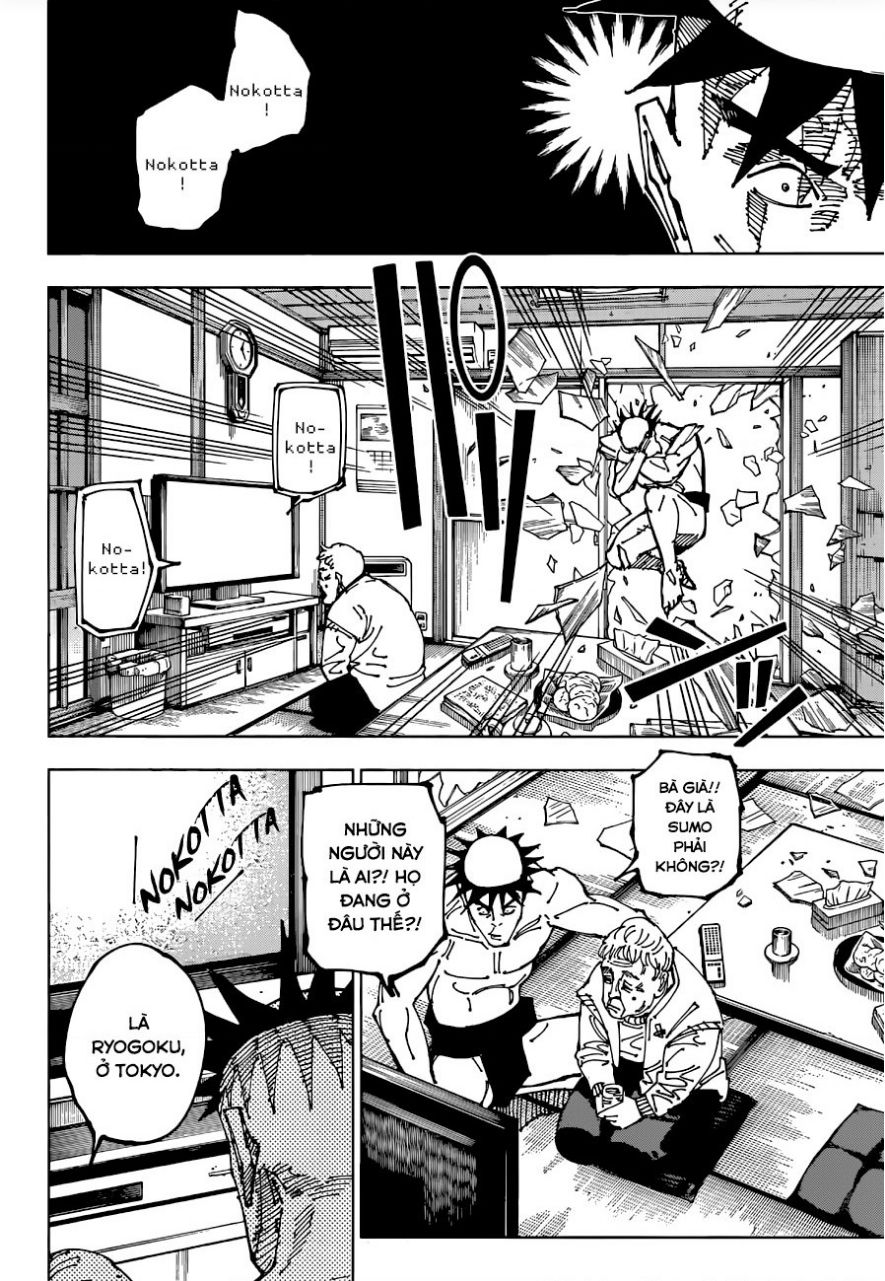 Nokotta
!
Nokotta
!
No-
kotta
!
No-
kotta!
BÀ GIÀ!!
ĐÂY LÀ
SUMO
PHẢI
KHÔNG?!
NHỮNG
NGƯỜI NÀY
LÀ AI?! HỌ
ĐANG Ở
ĐÂU THẾ?!
NOKOTTA
NOKOTTA
LÀ
RYOGOKU,
Ở TOKYO.